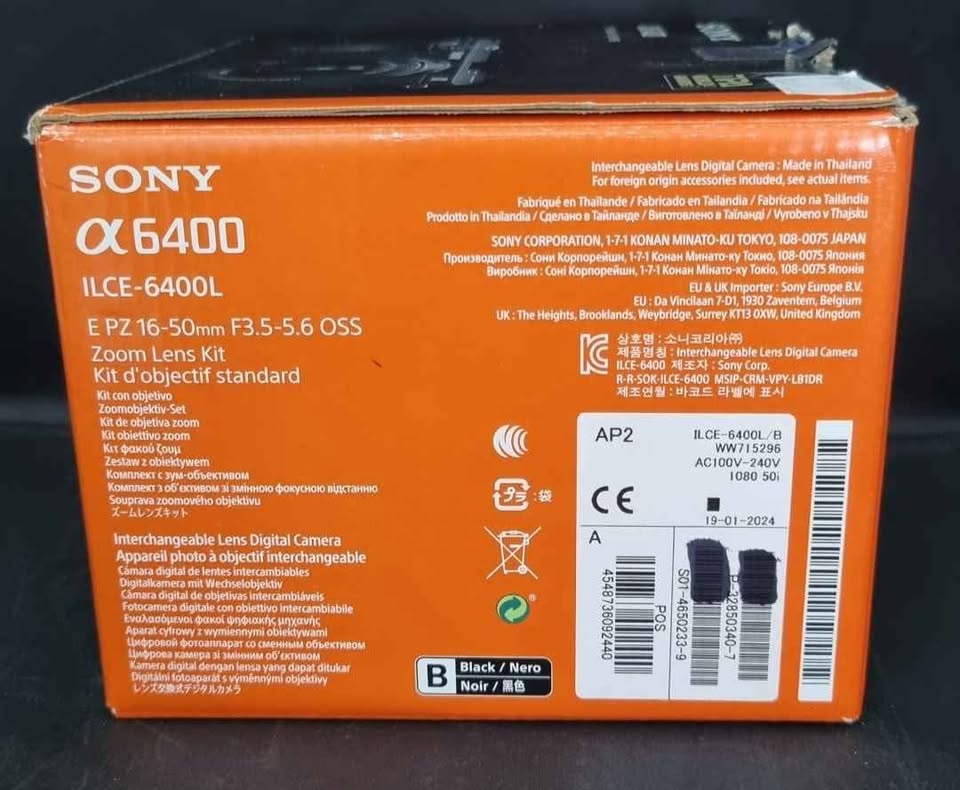 SONY
α6400
ILCE-6400L
E PZ 16-50mm F3.5-5.6 OSS
Zoom Lens Kit
Kit d'objectif standard
Kit con objetivo
Zoomobjektiv-Set
Kit de objetiva zoom
Kit obiettivo zoom
Κιτ φακού ζουμ
Zestaw z obiektywem
Комплект с зум-объективом
Комплект з об'єктивом зі змінною фокусною відстанню
Souprava zoomového objektivu
ズームレンズキット
Interchangeable Lens Digital Camera
Appareil photo à objectif interchangeable
Cámara digital de lentes intercambiables
Digitalkamera mit Wechselobjektiv
Câmara digital de objetivas intercambiáveis
Fotocamera digitale con obiettivo intercambiabile
Εναλλασόμενοι φακοί ψηφιακής μηχανής
Aparat cyfrowy z wymiennymi obiektywami
Цифровой фотоаппарат со сменным объективом
Цифрова камера зі змінним об'єктивом
Kamera digital dengan lensa yang dapat ditukar
Digitální fotoaparát s výměnnými objektivy
レンズ交換式デジタルカメラ
Interchangeable Lens Digital Camera : Made in Thailand
For foreign origin accessories included, see actual items.
Fabriqué en Thaïlande / Fabricado en Tailandia / Fabricado na Tailândia
Prodotto in Thailandia / Сделано в Таиланде / Виготовлено в Таїланді / Vyrobeno v Thajsku
SONY CORPORATION, 1-7-1 KONAN MINATO-KU TOKYO, 108-0075 JAPAN
Производитель : Сони Корпорейшн, 1-7-1 Конан Минато-ку Токио, 108-0075 Япония
Виробник : Соні Корпорейшн, 1-7-1 Конан Мінато-ку Токіо, 108-0075 Японія
EU & UK Importer : Sony Europe B.V.
EU : Da Vincilaan 7-D1, 1930 Zaventem, Belgium
UK : The Heights, Brooklands, Weybridge, Surrey KT13 0XW, United Kingdom
상호명 : 소니코리아㈜
제품명칭 : Interchangeable Lens Digital Camera
ILCE-6400 제조자 : Sony Corp.
R-R-SOK-ILCE-6400 MSIP-CRM-VPY-LB1DR
제조연월 : 바코드 라벨에 표시
プラ : 袋
B Black / Nero
Noir / 黒色
AP2
ILCE-6400L/B
WW715296
AC100V-240V
1080 50i
CE
19-01-2024
A
4548736092440
POS
S01-4650233-9
P-32850340-7